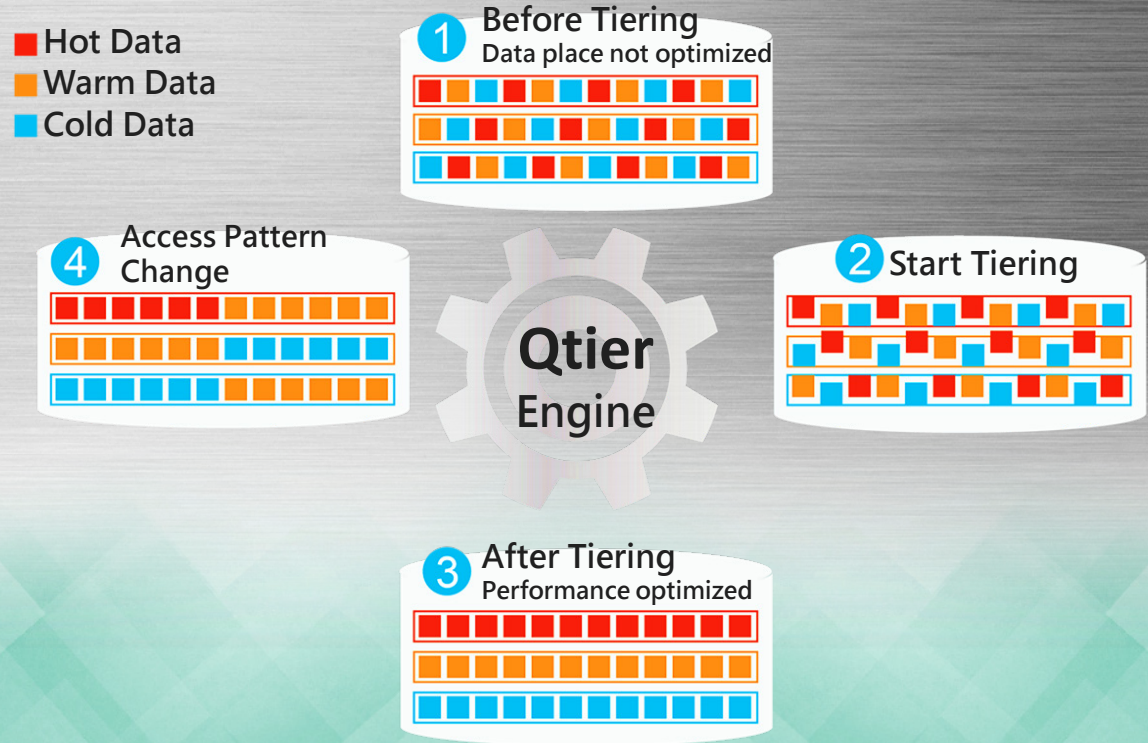 Hot Data
Warm Data
Cold Data
1
Before Tiering
Data place not optimized
4
Access Pattern
Change
2
Start Tiering
Qtier
Engine
3
After Tiering
Performance optimized